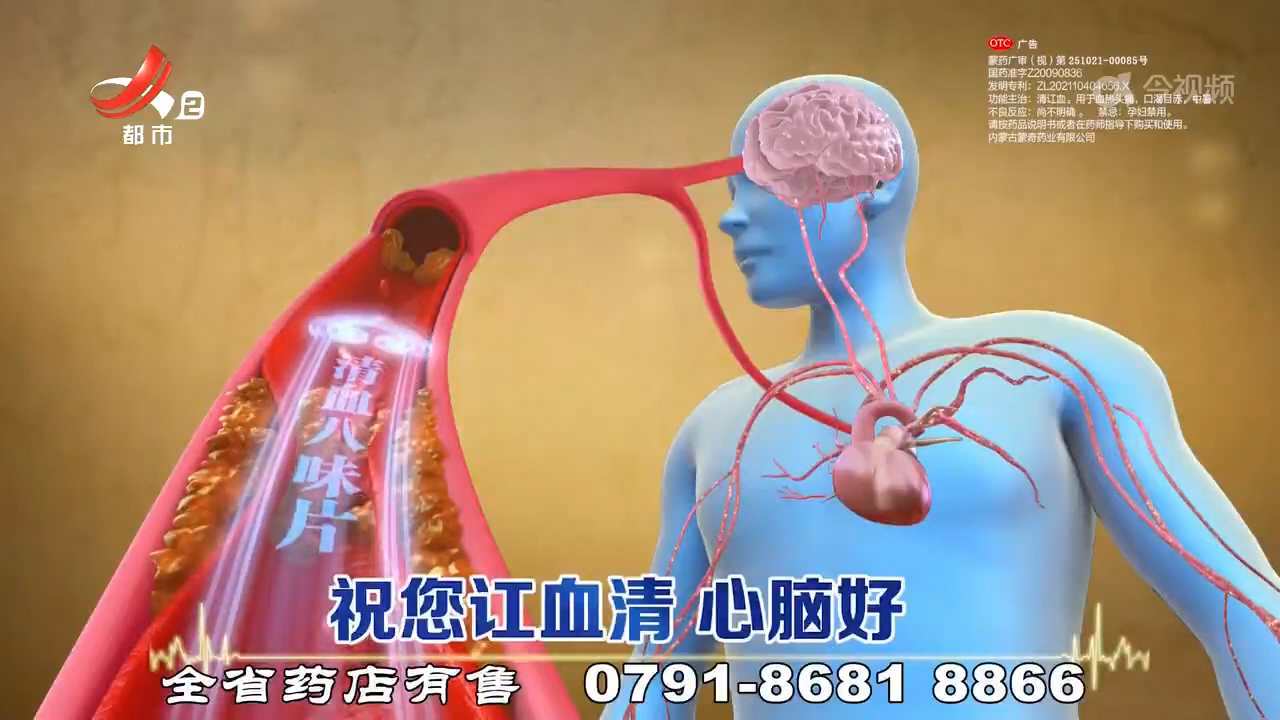 2
都市
OTC 广告
蒙药广审（视）第 251021-00085号
国药准字Z20090836
发明专利：ZL202110404656.X
今视频
功能主治：清讧血。用于血热头痛，口渴目赤，中暑。
不良反应：尚不明确 。 禁忌：孕妇禁用。
请按药品说明书或者在药师指导下购买和使用。
内蒙古蒙奇药业有限公司
清血八味片
祝您讧血清 心脑好
全省药店有售 0791-8681 8866